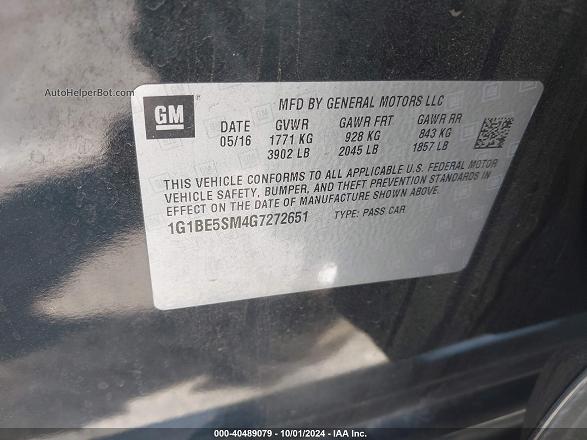 AutoHelperBot.com
GM
MFD BY GENERAL MOTORS LLC
DATE GVWR GAWR FRT GAWR RR
05/16 1771 KG 928 KG 843 KG
3902 LB 2045 LB 1857 LB
THIS VEHICLE CONFORMS TO ALL APPLICABLE U.S. FEDERAL MOTOR
VEHICLE SAFETY, BUMPER, AND THEFT PREVENTION STANDARDS IN
EFFECT ON THE DATE OF MANUFACTURE SHOWN ABOVE.
1G1BE5SM4G7272651 TYPE: PASS CAR
000-40489079 - 10/01/2024 - IAA Inc.